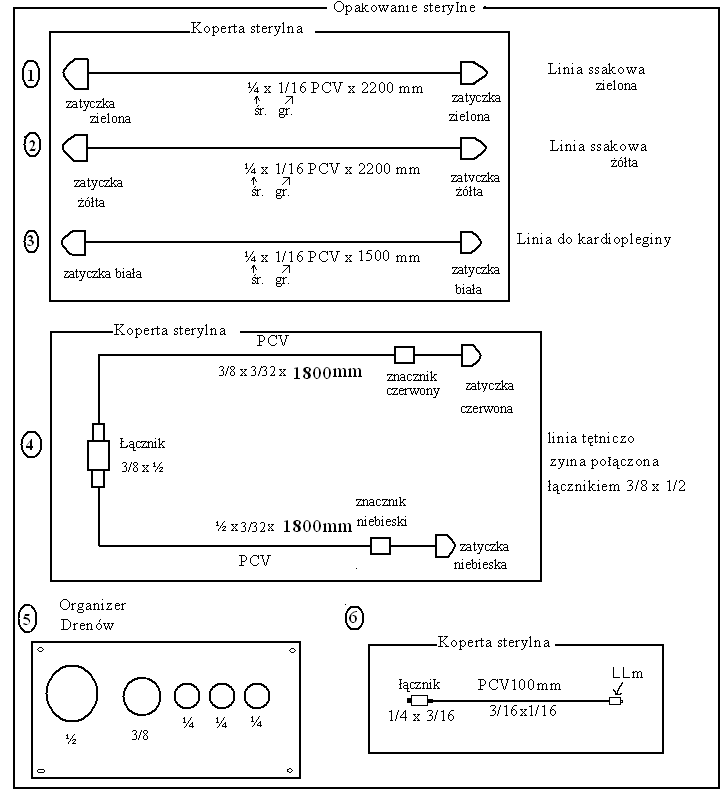 Opakowanie sterylne
Koperta sterylna
1
zatyczka
zielona
¼ x 1/16 PCV x 2200 mm
śr. gr.
zatyczka
zielona
Linia ssakowa
zielona
2
zatyczka
żółta
¼ x 1/16 PCV x 2200 mm
śr. gr.
zatyczka
żółta
Linia ssakowa
żółta
3
zatyczka biała
¼ x 1/16 PCV x 1500 mm
śr. gr.
zatyczka
biała
Linia do kardiopleginy
Koperta sterylna
4
PCV
3/8 x 3/32 x 1800mm
znacznik
czerwony
zatyczka
czerwona
Łącznik
3/8 x ½
½ x 3/32 x 1800mm
PCV
znacznik
niebieski
zatyczka
niebieska
linia tętniczo
zylna połączona
łącznikiem 3/8 x 1/2
5
Organizer
Drenów
½
3/8
¼
¼
¼
6
Koperta sterylna
łącznik
1/4 x 3/16
PCV100mm
3/16x1/16
LLm